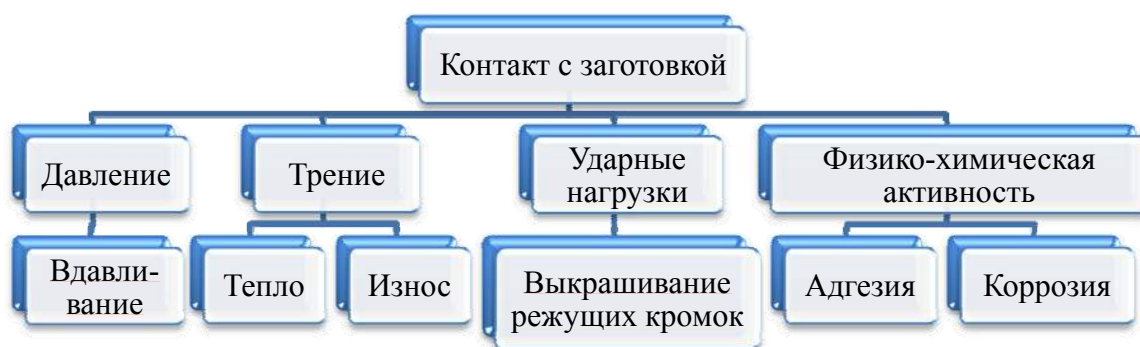 Контакт с заготовкой
Давление
Трение
Ударные
нагрузки
Физико-химическая
активность
Вдавли-
вание
Тепло
Износ
Выкрашивание
режущих кромок
Адгезия
Коррозия